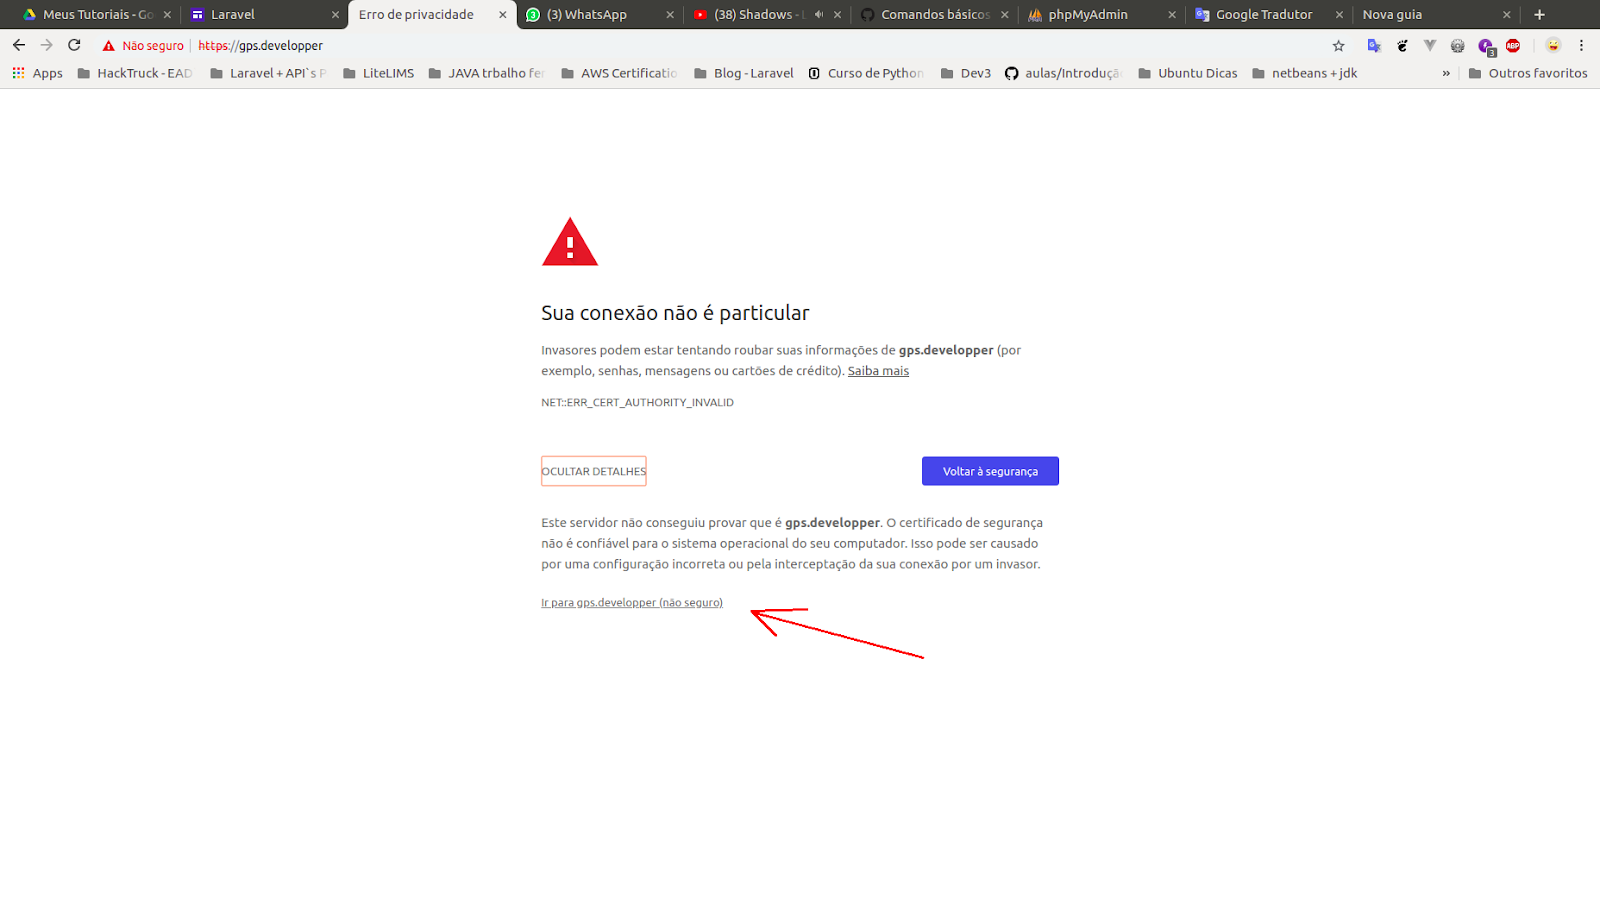 Meus Tutoriais - Go
Laravel
Erro de privacidade
(3) WhatsApp
(38) Shadows - L
Comandos básicos
phpMyAdmin
Google Tradutor
Nova guia
Não seguro
https://gps.developper
3
ABP
Apps
HackTruck - EAD
Laravel + API`s P
LiteLIMS
JAVA trbalho fer
AWS Certificatio
Blog - Laravel
Curso de Python
Dev3
aulas/Introduçã
Ubuntu Dicas
netbeans + jdk
»
Outros favoritos
Sua conexão não é particular
Invasores podem estar tentando roubar suas informações de gps.developper (por
exemplo, senhas, mensagens ou cartões de crédito). Saiba mais
NET::ERR_CERT_AUTHORITY_INVALID
OCULTAR DETALHES
Voltar à segurança
Este servidor não conseguiu provar que é gps.developper. O certificado de segurança
não é confiável para o sistema operacional do seu computador. Isso pode ser causado
por uma configuração incorreta ou pela interceptação da sua conexão por um invasor.
Ir para gps.developper (não seguro)